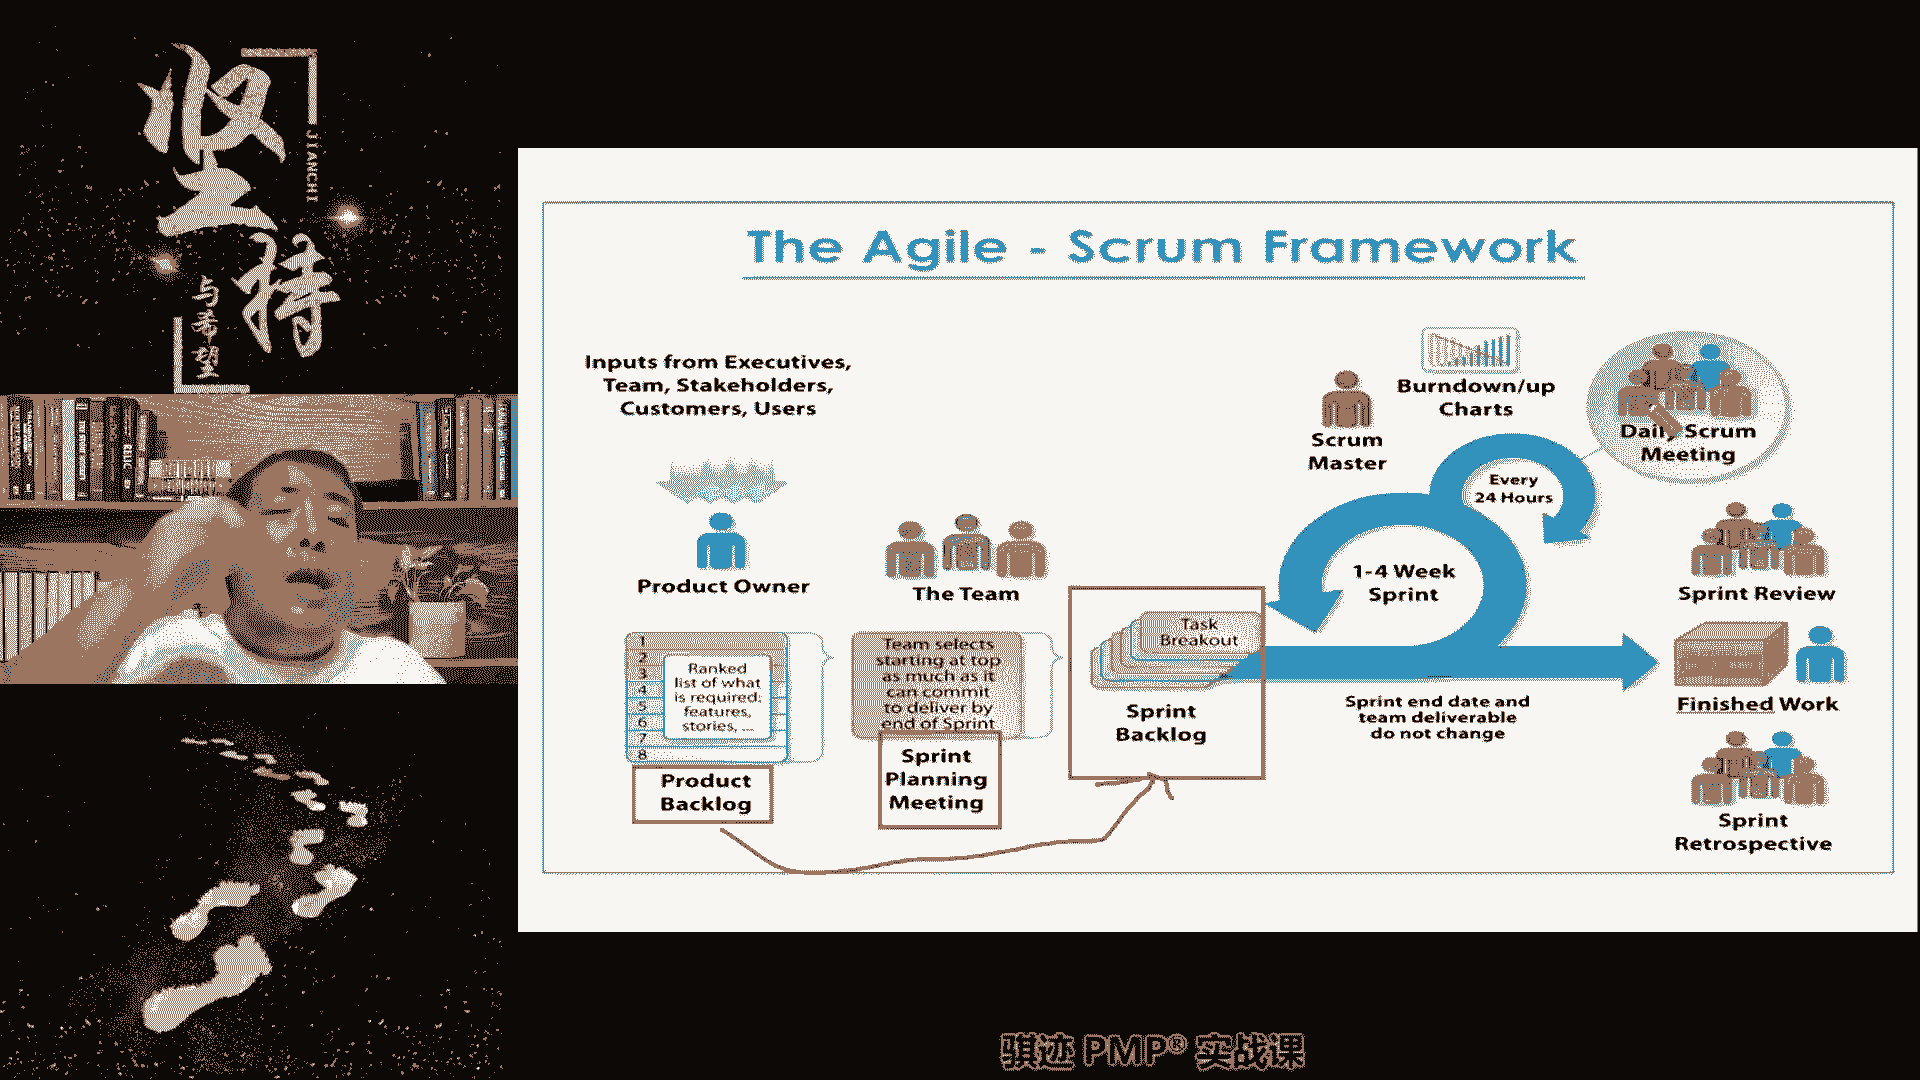 坚持
JIANCHI
与希望
The Agile - Scrum Framework
Inputs from Executives,
Team, Stakeholders,
Customers, Users
Product Owner
The Team
1
2
3
4
5
6
7
8
Ranked
list of what
is required:
features,
stories, ...
Product
Backlog
Team selects
starting at top
as much as it
can commit
to deliver by
end of Sprint
Sprint
Planning
Meeting
Task
Breakout
Sprint
Backlog
Scrum
Master
Burndown/up
Charts
Every
24 Hours
1-4 Week
Sprint
Sprint end date and
team deliverable
do not change
Daily Scrum
Meeting
Sprint Review
Finished Work
Sprint
Retrospective
骐迹 PMP® 实战课